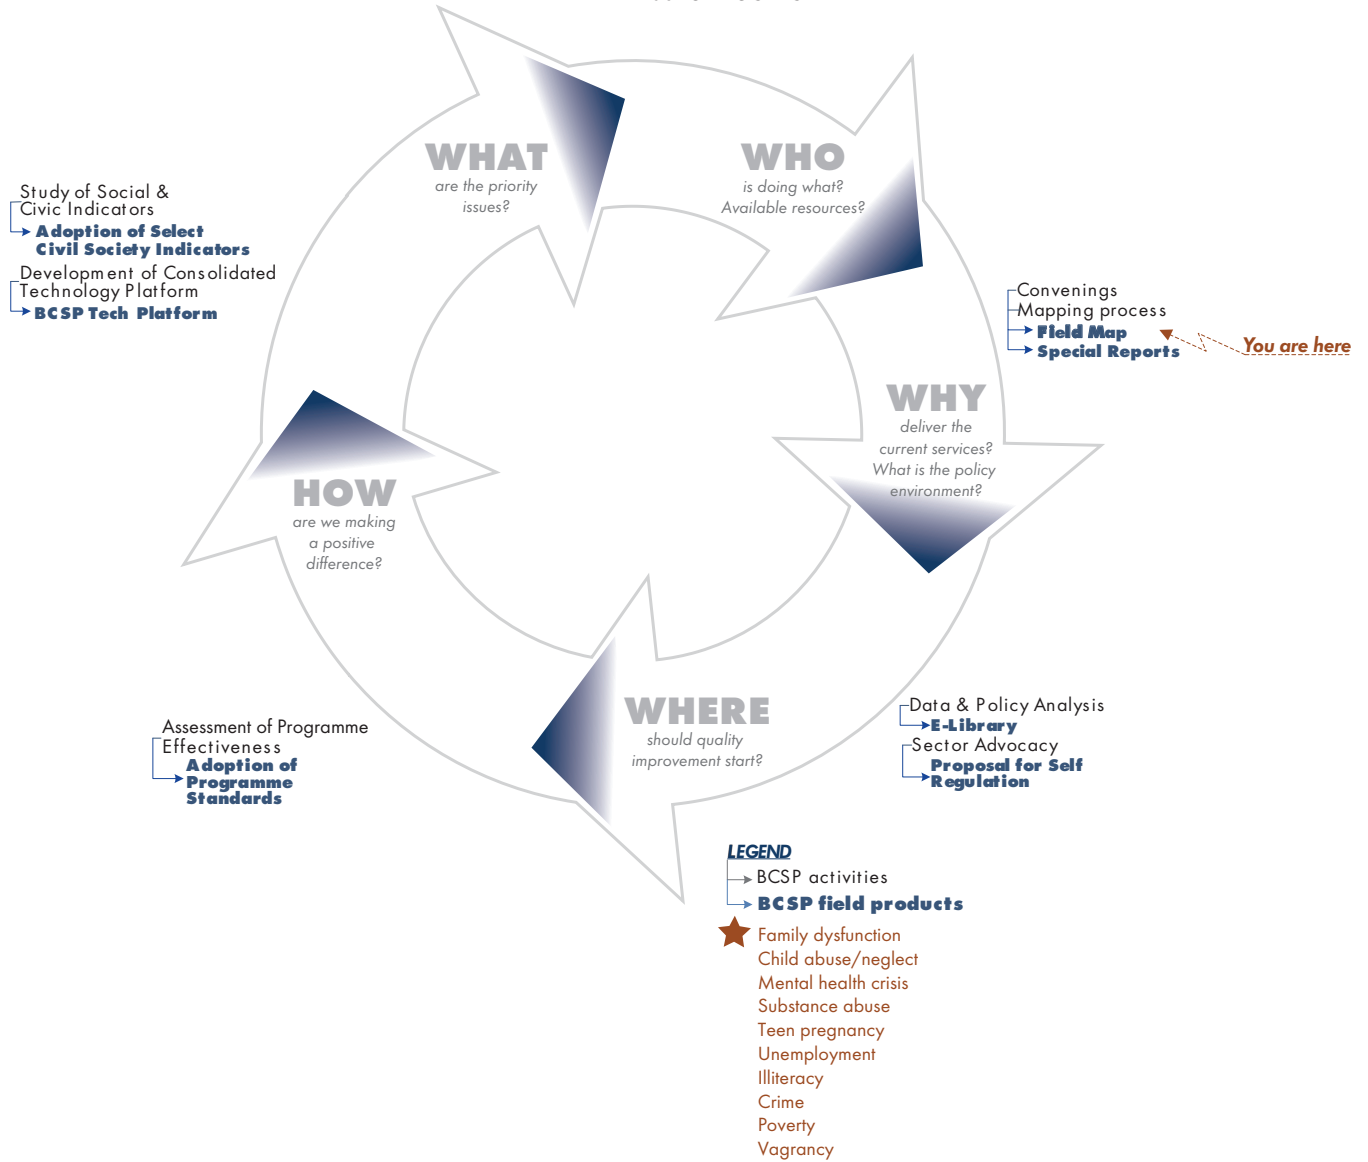 WHAT
are the priority
issues?
WHO
is doing what?
Available resources?
Study of Social &
Civic Indicators
Adoption of Select
Civil Society Indicators
Development of Consolidated
Technology Platform
BCSP Tech Platform
Convenings
Mapping process
Field Map
Special Reports
You are here
WHY
deliver the
current services?
What is the policy
environment?
HOW
are we making
a positive
difference?
WHERE
should quality
improvement start?
Data & Policy Analysis
E-Library
Sector Advocacy
Proposal for Self
Regulation
Assessment of Programme
Effectiveness
Adoption of
Programme
Standards
LEGEND
BCSP activities
BCSP field products
Family dysfunction
Child abuse/neglect
Mental health crisis
Substance abuse
Teen pregnancy
Unemployment
Illiteracy
Crime
Poverty
Vagrancy